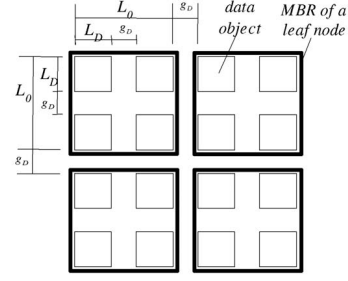 L0 gD data MBR of a
LD gD object leaf node
LD
L0
gD
gD